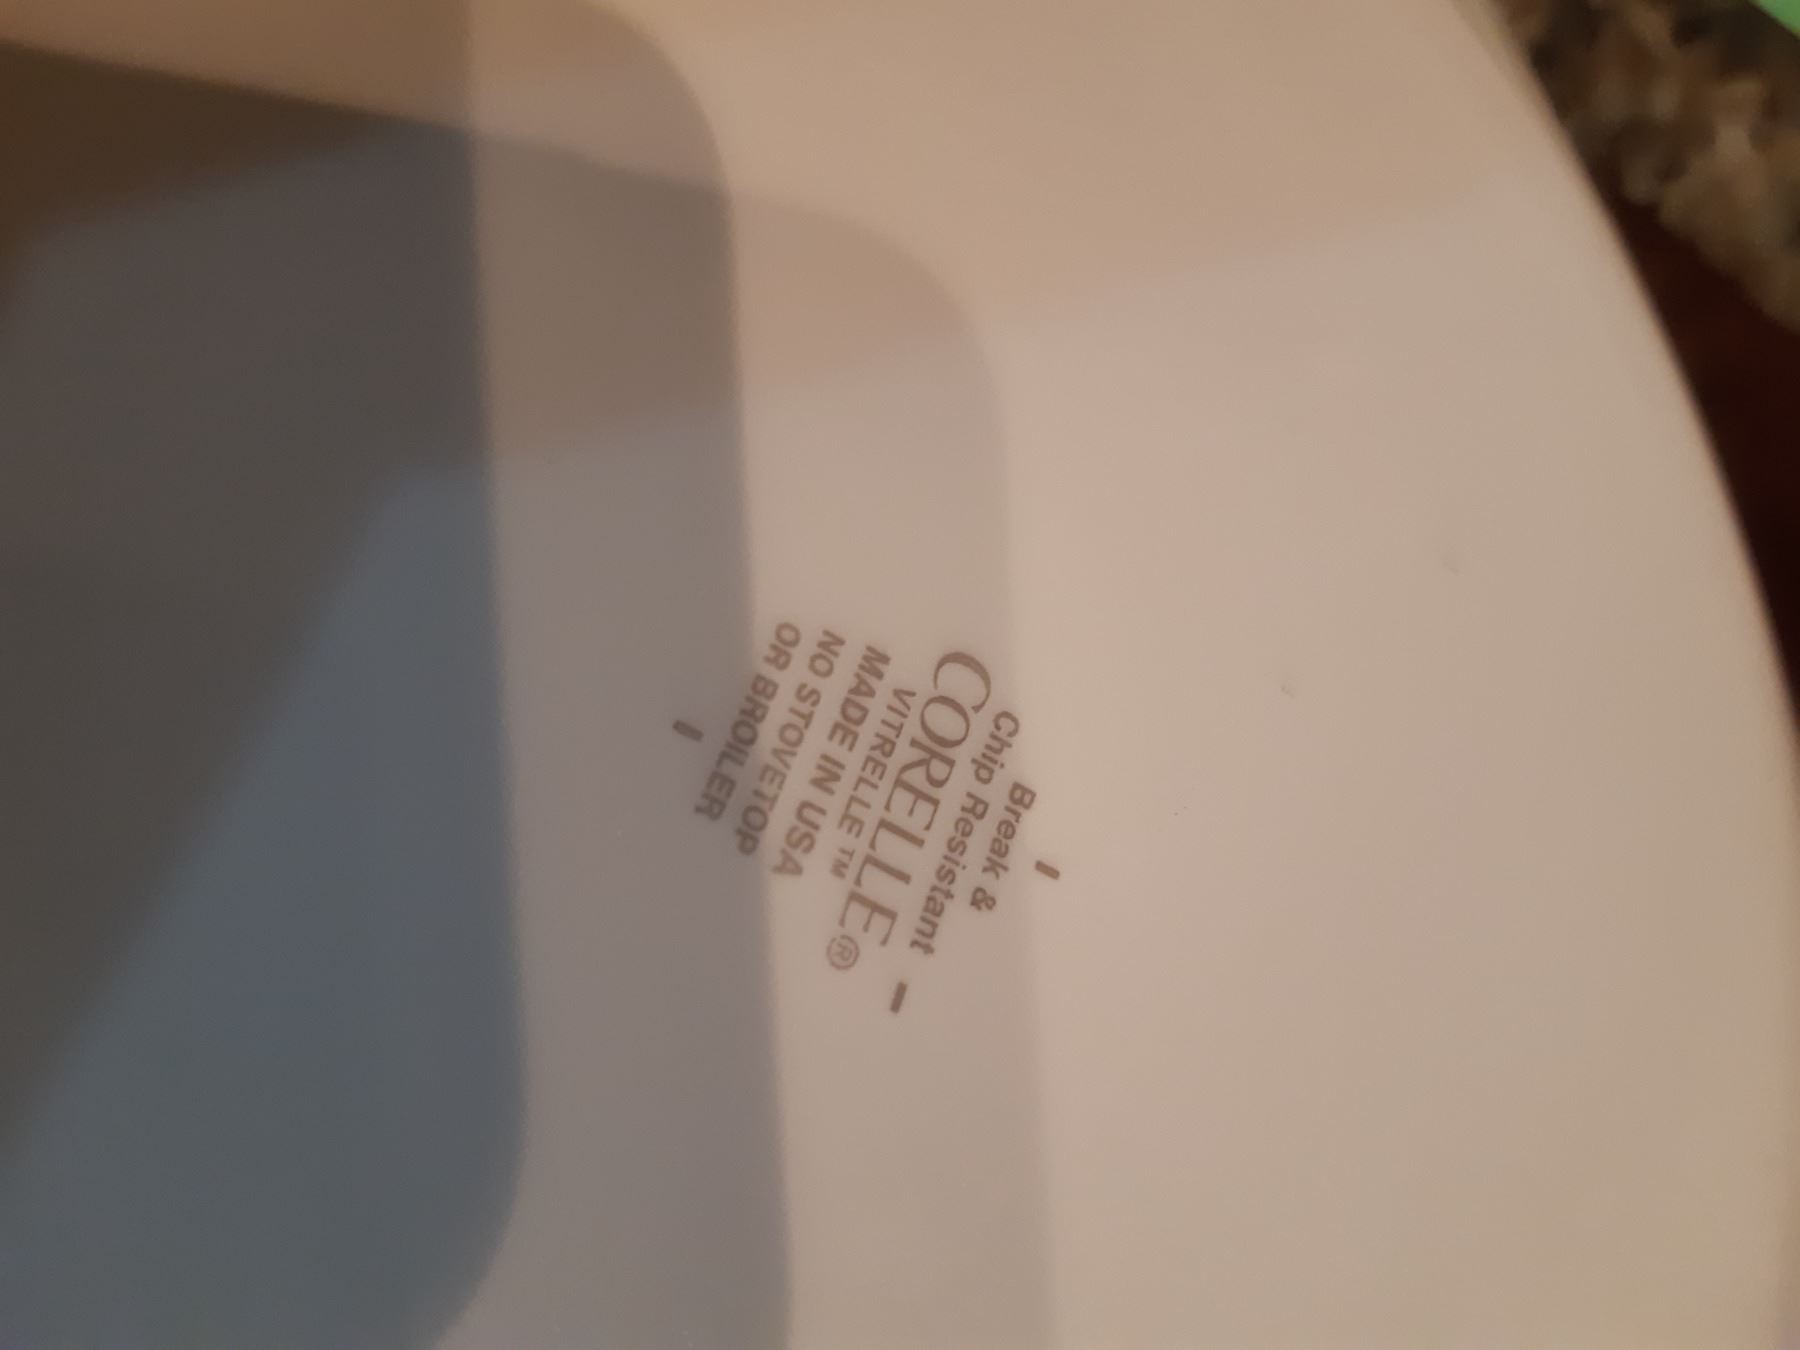 Break &
Chip Resistant
CORELLE®
VITRELLE™
MADE IN USA
NO STOVETOP
OR BROILER